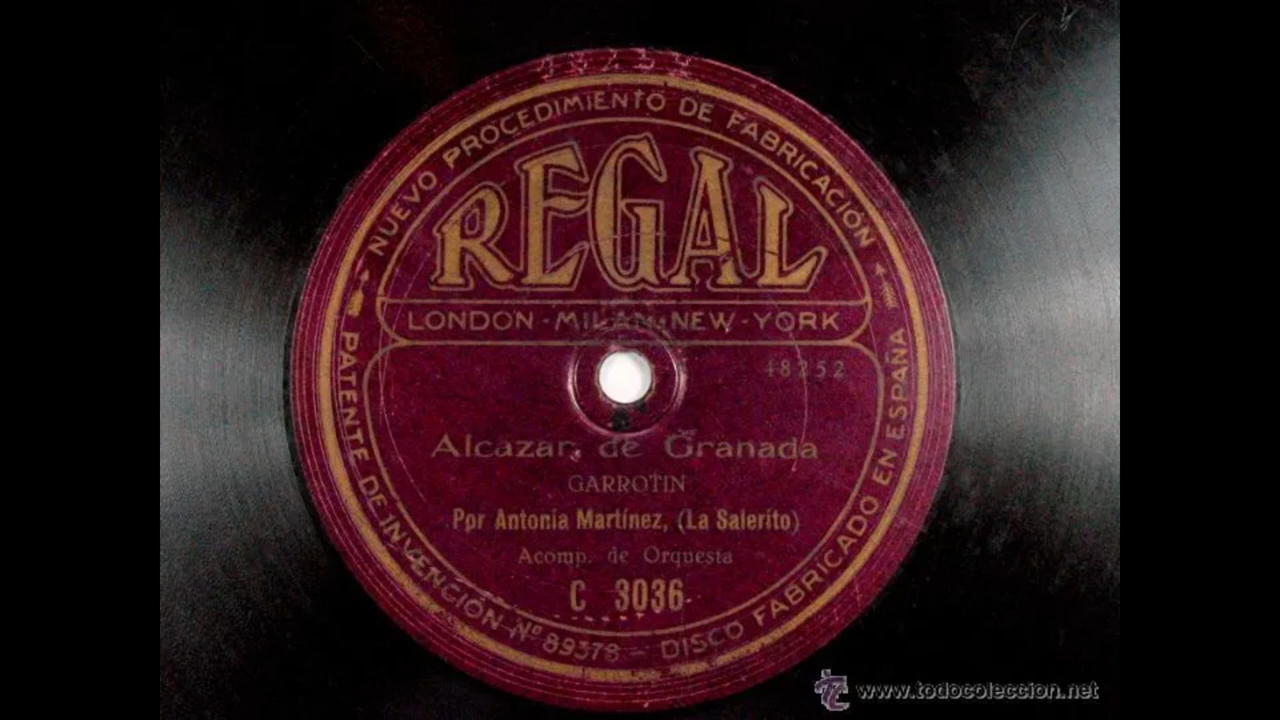 NUEVO PROCEDIMIENTO DE FABRICACIÓN
REGAL
LONDON - MILAN - NEW - YORK
48252
Alcazar de Granada
GARROTIN
Por Antonia Martínez, (La Salerito)
Acomp. de Orquesta
C 3036
PATENTE DE INVENCIÓN Nº 89378 - DISCO FABRICADO EN ESPAÑA
www.todocoleccion.net